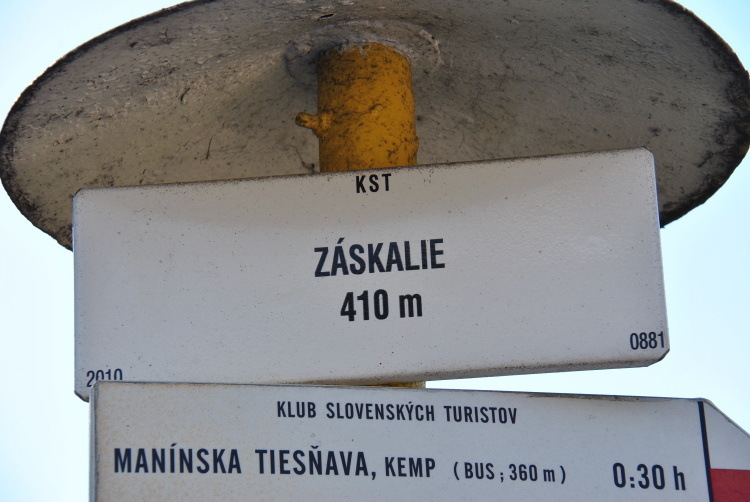 KST
ZÁSKALIE
410 m
0881
2010
KLUB SLOVENSKÝCH TURISTOV
MANÍNSKA TIESŇAVA, KEMP (BUS ; 360 m) 0:30 h